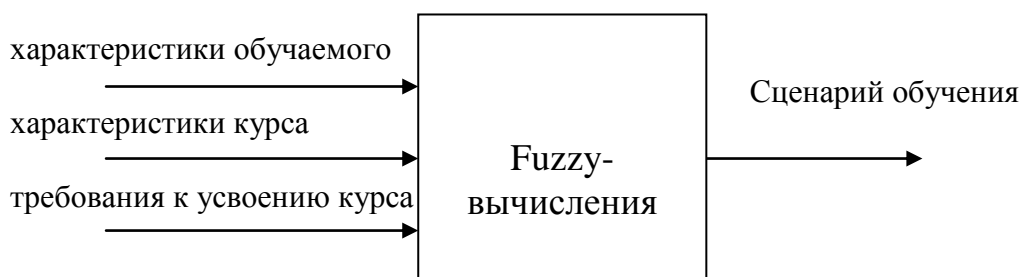 характеристики обучаемого
характеристики курса
требования к усвоению курса
Fuzzy-
вычисления
Сценарий обучения